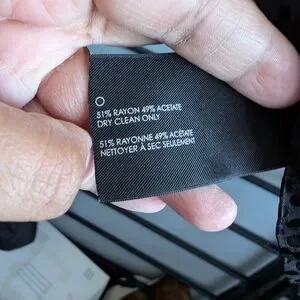 O
51% RAYON 49% ACETATE
DRY CLEAN ONLY
51% RAYONNE 49% ACÉTATE
NETTOYER À SEC SEULEMENT